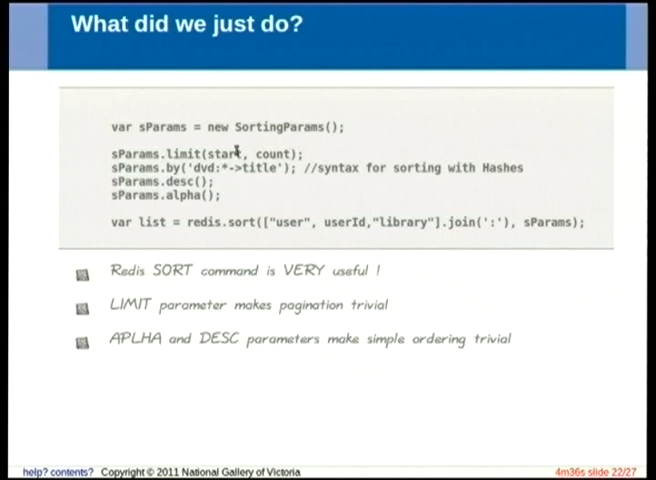 What did we just do?
var sParams = new SortingParams();
sParams.limit(start, count);
sParams.by('dvd:*->title'); //syntax for sorting with Hashes
sParams.desc();
sParams.alpha();
var list = redis.sort(["user", userId,"library"].join(':'), sParams);
Redis SORT command is VERY useful !
LIMIT parameter makes pagination trivial
APLHA and DESC parameters make simple ordering trivial
help? contents? Copyright © 2011 National Gallery of Victoria 4m36s slide 22/27